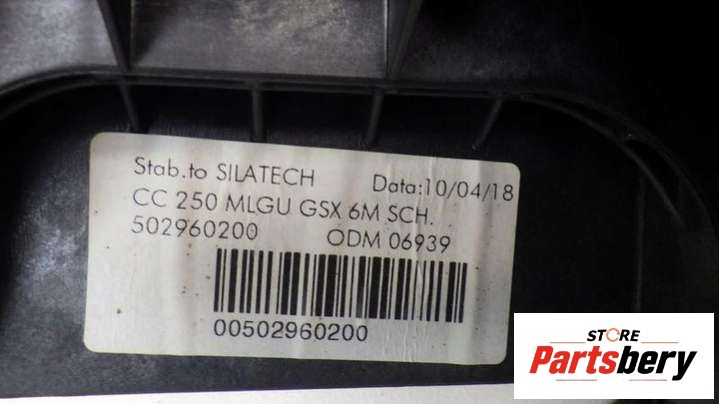 Stab.to SILATECH Data:10/04/18
CC 250 MLGU GSX 6M SCH.
502960200 ODM 06939
00502960200
STORE
Partsbery